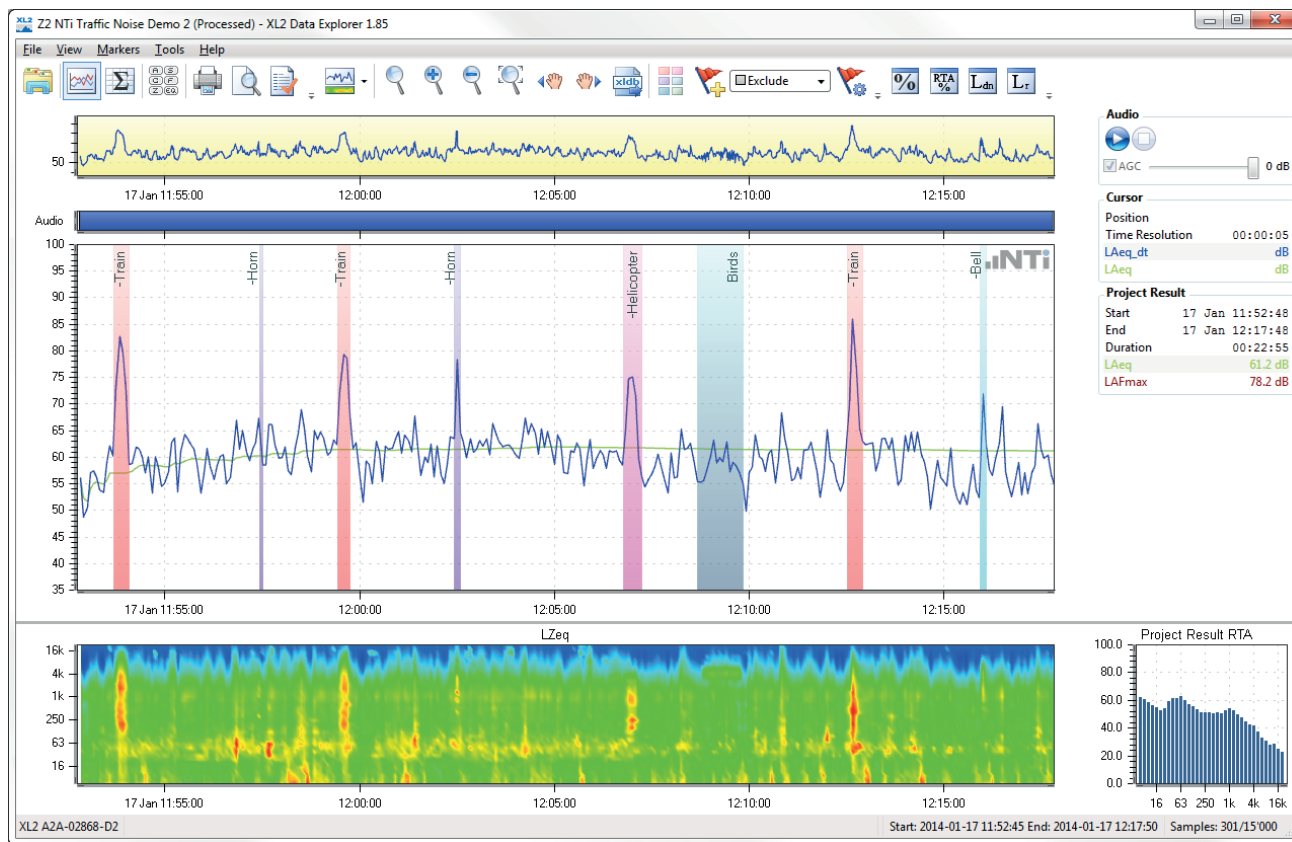 XL2
Z2 NTi Traffic Noise Demo 2 (Processed) - XL2 Data Explorer 1.85
File View Markers Tools Help
A S
Q F
Z EQ
Σ
xldb
Exclude
%
RTA %
Ldn
Lr
50
17 Jan 11:55:00 12:00:00 12:05:00 12:10:00 12:15:00
Audio
100
95
90
85
80
75
70
65
60
55
50
45
40
35
-Train
-Horn
-Train
-Horn
-Helicopter
Birds
-Train
-Bell
NTi
17 Jan 11:55:00 12:00:00 12:05:00 12:10:00 12:15:00
Audio
AGC 0 dB
Cursor
Position
Time Resolution 00:00:05
LAeq_dt dB
LAeq dB
Project Result
Start 17 Jan 11:52:48
End 17 Jan 12:17:48
Duration 00:22:55
LAeq 61.2 dB
LAFmax 78.2 dB
LZeq
16k
4k
1k
250
63
16
17 Jan 11:55:00 12:00:00 12:05:00 12:10:00 12:15:00
Project Result RTA
100.0
80.0
60.0
40.0
20.0
0.0
16 63 250 1k 4k 16k
XL2 A2A-02868-D2
Start: 2014-01-17 11:52:45 End: 2014-01-17 12:17:50 Samples: 301/15'000